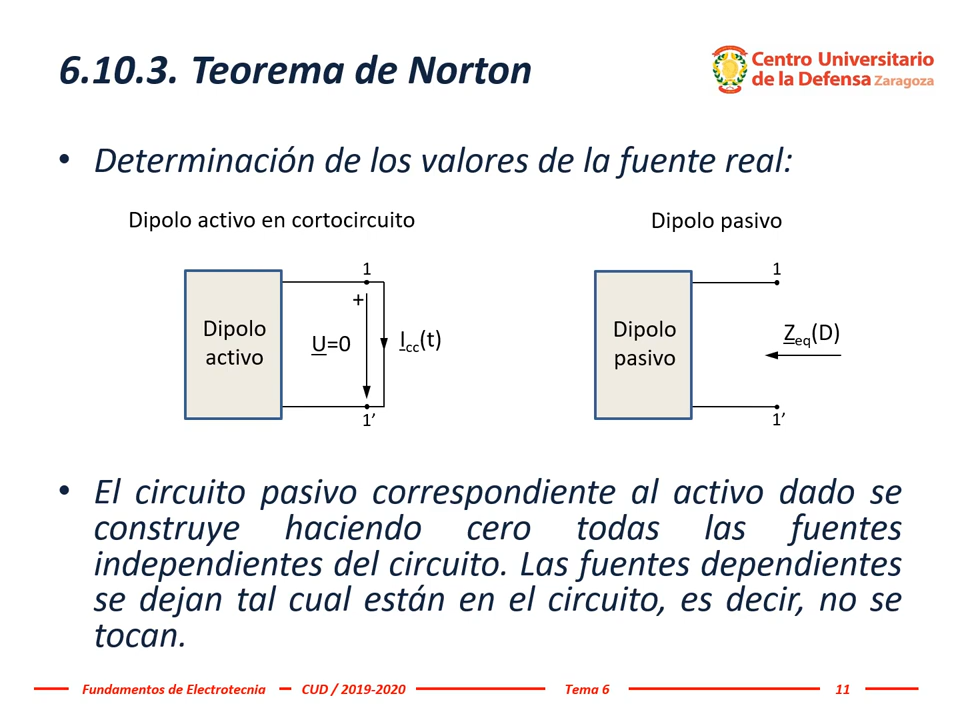 6.10.3. Teorema de Norton
Centro Universitario
de la Defensa Zaragoza
• Determinación de los valores de la fuente real:
Dipolo activo en cortocircuito
Dipolo pasivo
1
+
Dipolo
activo
U=0
Icc(t)
1’
1
Dipolo
pasivo
Zeq(D)
1’
• El circuito pasivo correspondiente al activo dado se
construye haciendo cero todas las fuentes
independientes del circuito. Las fuentes dependientes
se dejan tal cual están en el circuito, es decir, no se
tocan.
Fundamentos de Electrotecnia CUD / 2019-2020 Tema 6 11